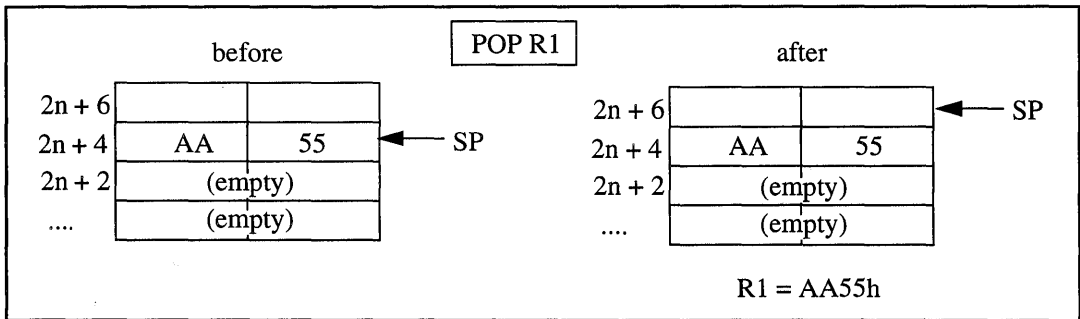 POP R1
before
after
2n + 6
2n + 4 AA 55 SP
2n + 2 (empty)
.... (empty)
2n + 6 SP
2n + 4 AA 55
2n + 2 (empty)
.... (empty)
R1 = AA55h